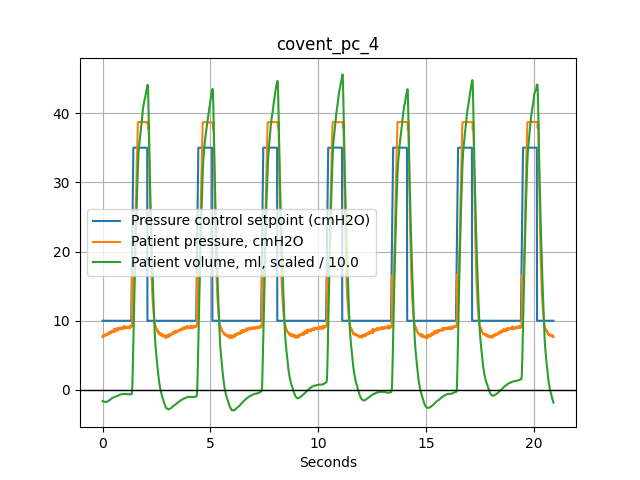 covent_pc_4
40
30
20
10
0
Pressure control setpoint (cmH2O)
Patient pressure, cmH2O
Patient volume, ml, scaled / 10.0
0 5 10 15 20
Seconds